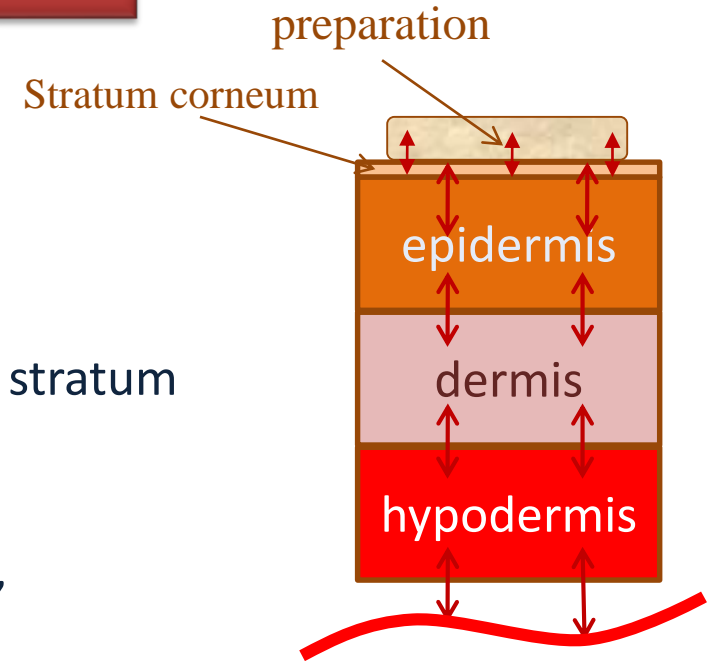 preparation
Stratum corneum
epidermis
stratum
dermis
hypodermis
,